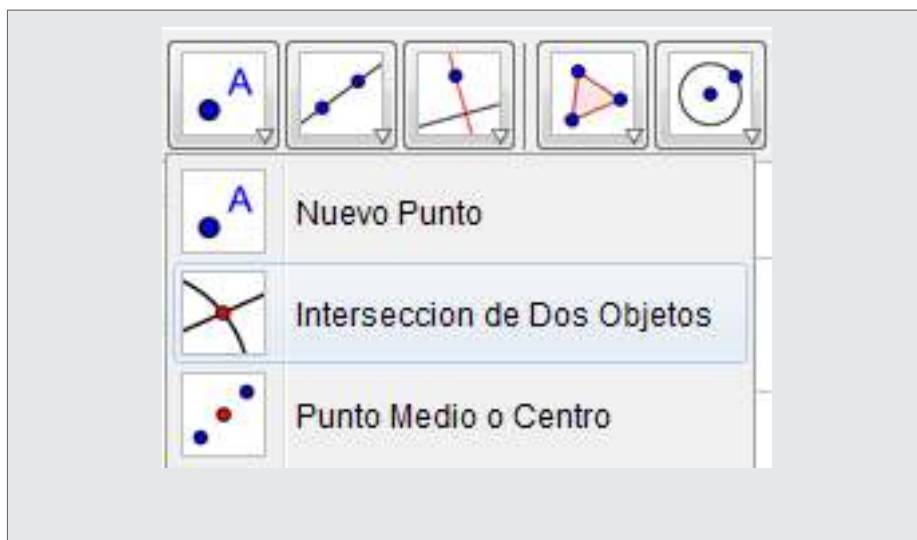 A
A
Nuevo Punto
Interseccion de Dos Objetos
Punto Medio o Centro